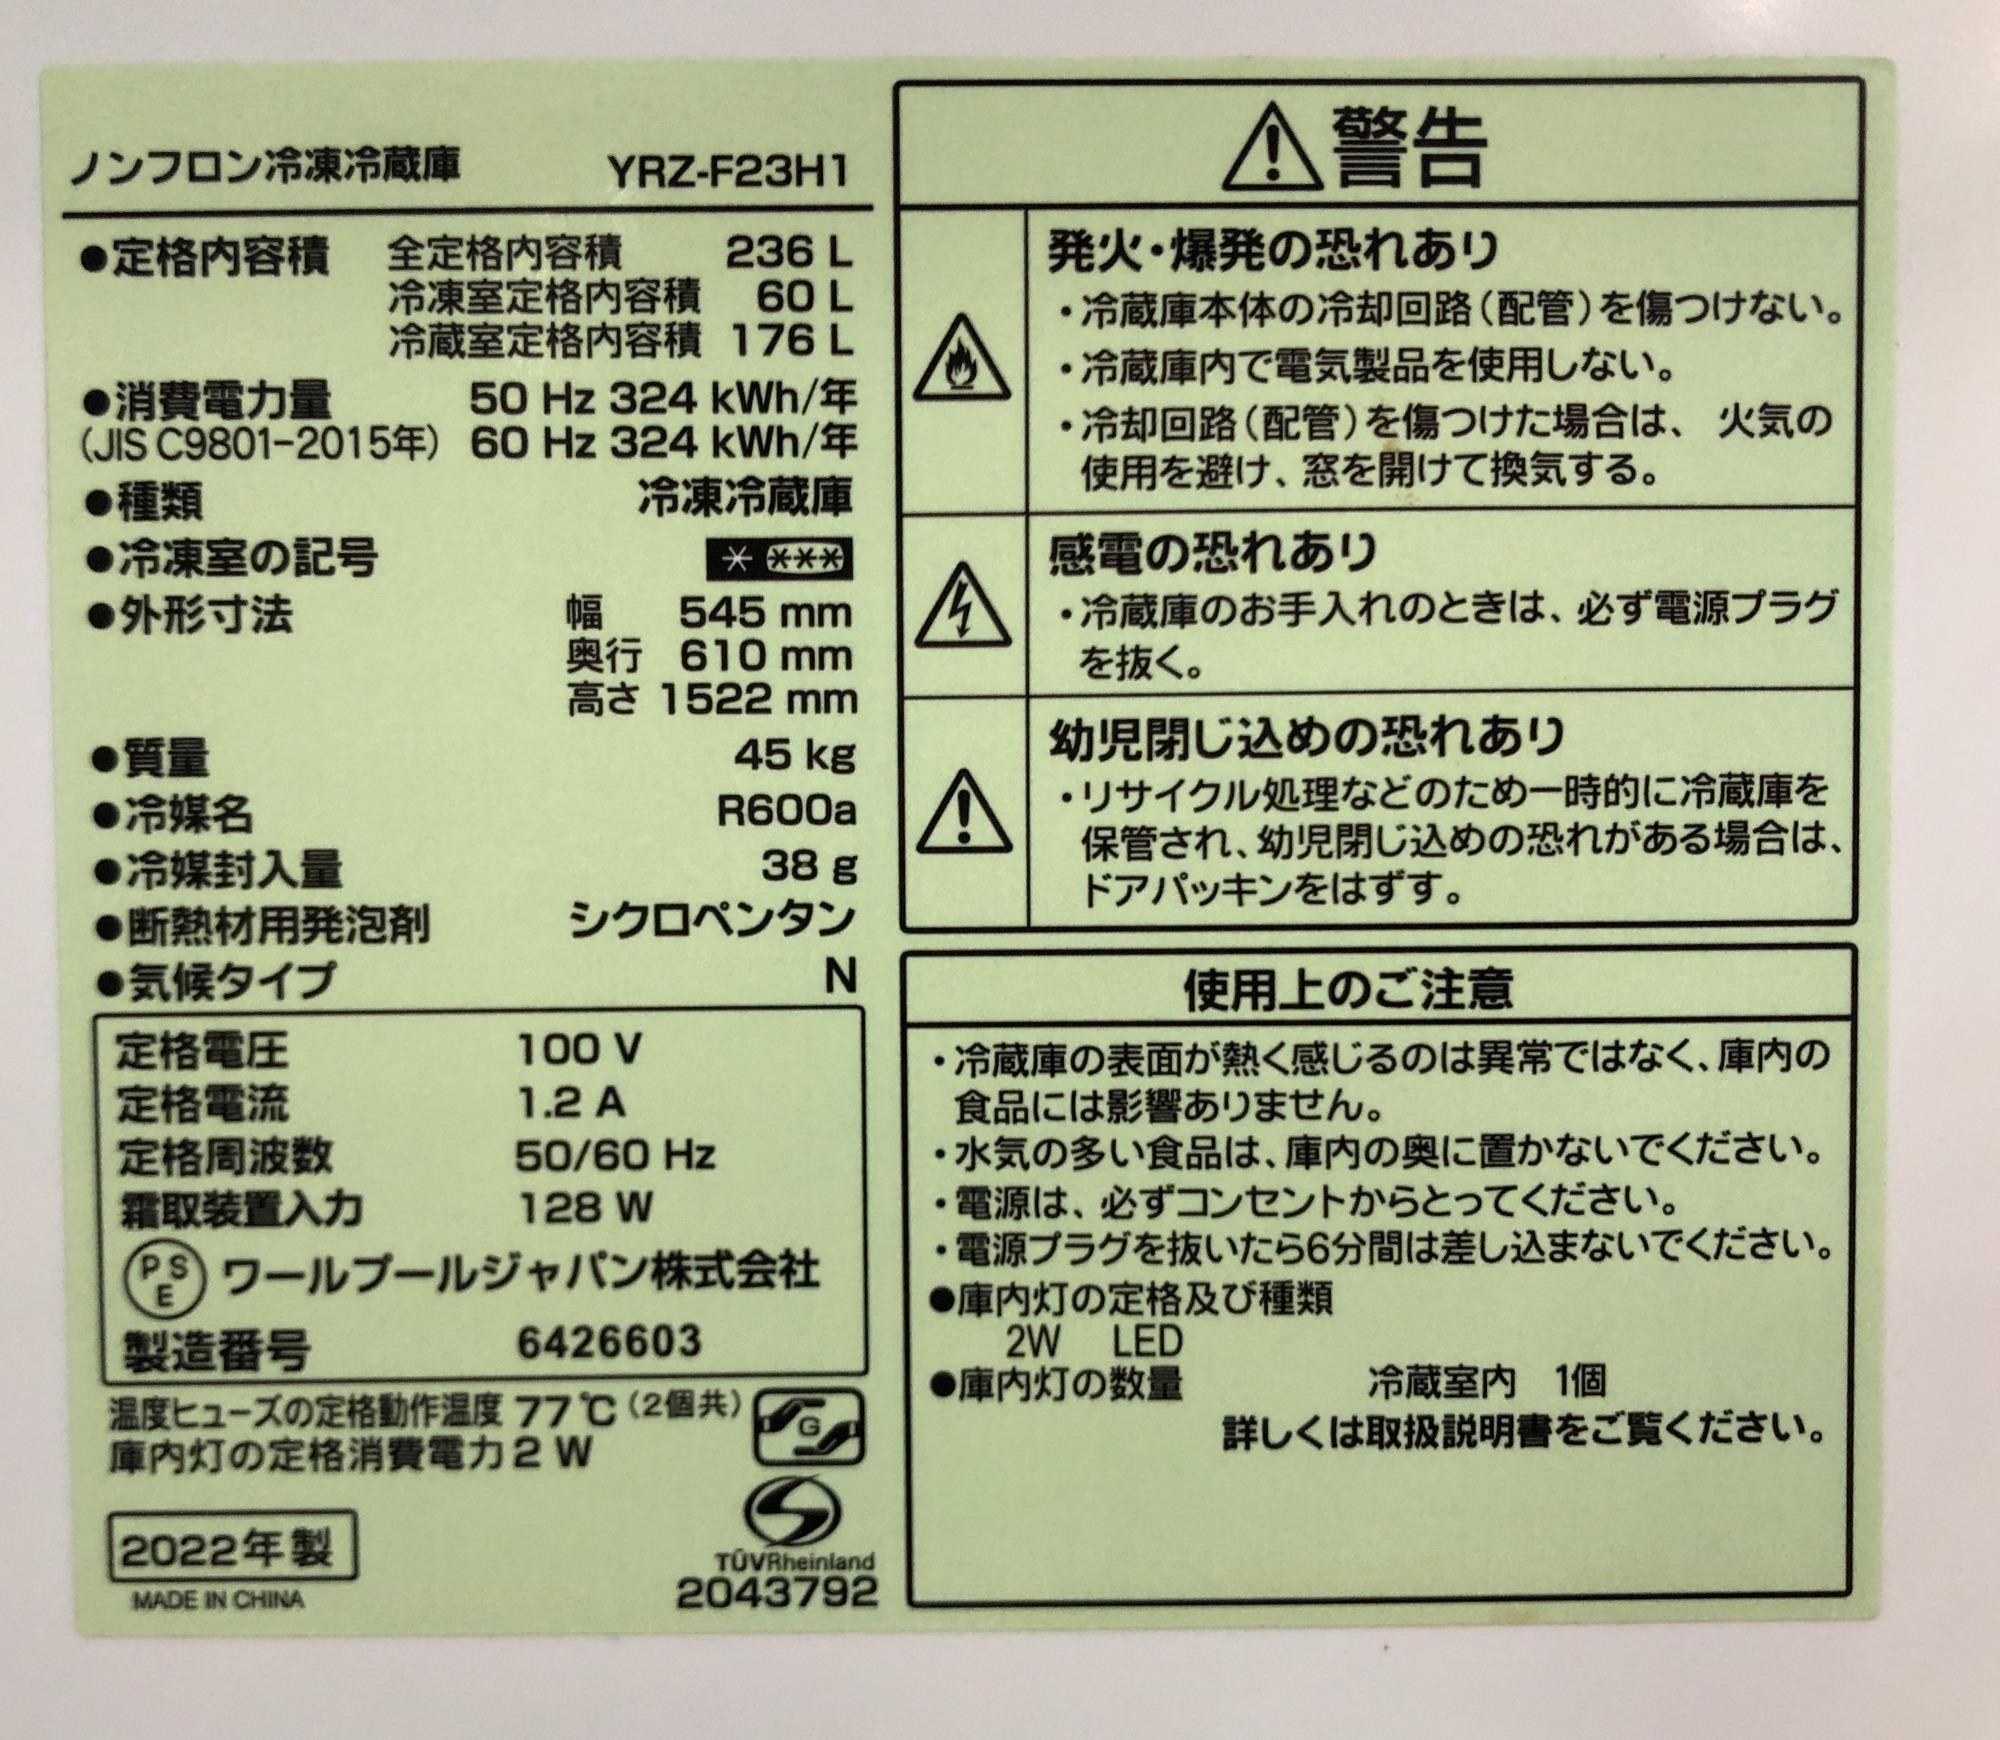 ノンフロン冷凍冷蔵庫 YRZ-F23H1
●定格内容積 全定格内容積 236 L
冷凍室定格内容積 60 L
冷蔵室定格内容積 176 L
●消費電力量 50 Hz 324 kWh/年
(JIS C9801-2015年) 60 Hz 324 kWh/年
●種類 冷凍冷蔵庫
●冷凍室の記号 * ***
●外形寸法 幅 545 mm
奥行 610 mm
高さ 1522 mm
●質量 45 kg
●冷媒名 R600a
●冷媒封入量 38 g
●断熱材用発泡剤 シクロペンタン
●気候タイプ N
定格電圧 100 V
定格電流 1.2 A
定格周波数 50/60 Hz
霜取装置入力 128 W
PSE ワールプールジャパン株式会社
製造番号 6426603
温度ヒューズの定格動作温度 77℃(2個共)
庫内灯の定格消費電力 2 W
G
2022年製
MADE IN CHINA
TÜVRheinland
2043792
警告
発火・爆発の恐れあり
・冷蔵庫本体の冷却回路(配管)を傷つけない。
・冷蔵庫内で電気製品を使用しない。
・冷却回路(配管)を傷つけた場合は、火気の
使用を避け、窓を開けて換気する。
感電の恐れあり
・冷蔵庫のお手入れのときは、必ず電源プラグ
を抜く。
幼児閉じ込めの恐れあり
・リサイクル処理などのため一時的に冷蔵庫を
保管され、幼児閉じ込めの恐れがある場合は、
ドアパッキンをはずす。
使用上のご注意
・冷蔵庫の表面が熱く感じるのは異常ではなく、庫内の
食品には影響ありません。
・水気の多い食品は、庫内の奥に置かないでください。
・電源は、必ずコンセントからとってください。
・電源プラグを抜いたら6分間は差し込まないでください。
●庫内灯の定格及び種類
2W LED
●庫内灯の数量 冷蔵室内 1個
詳しくは取扱説明書をご覧ください。